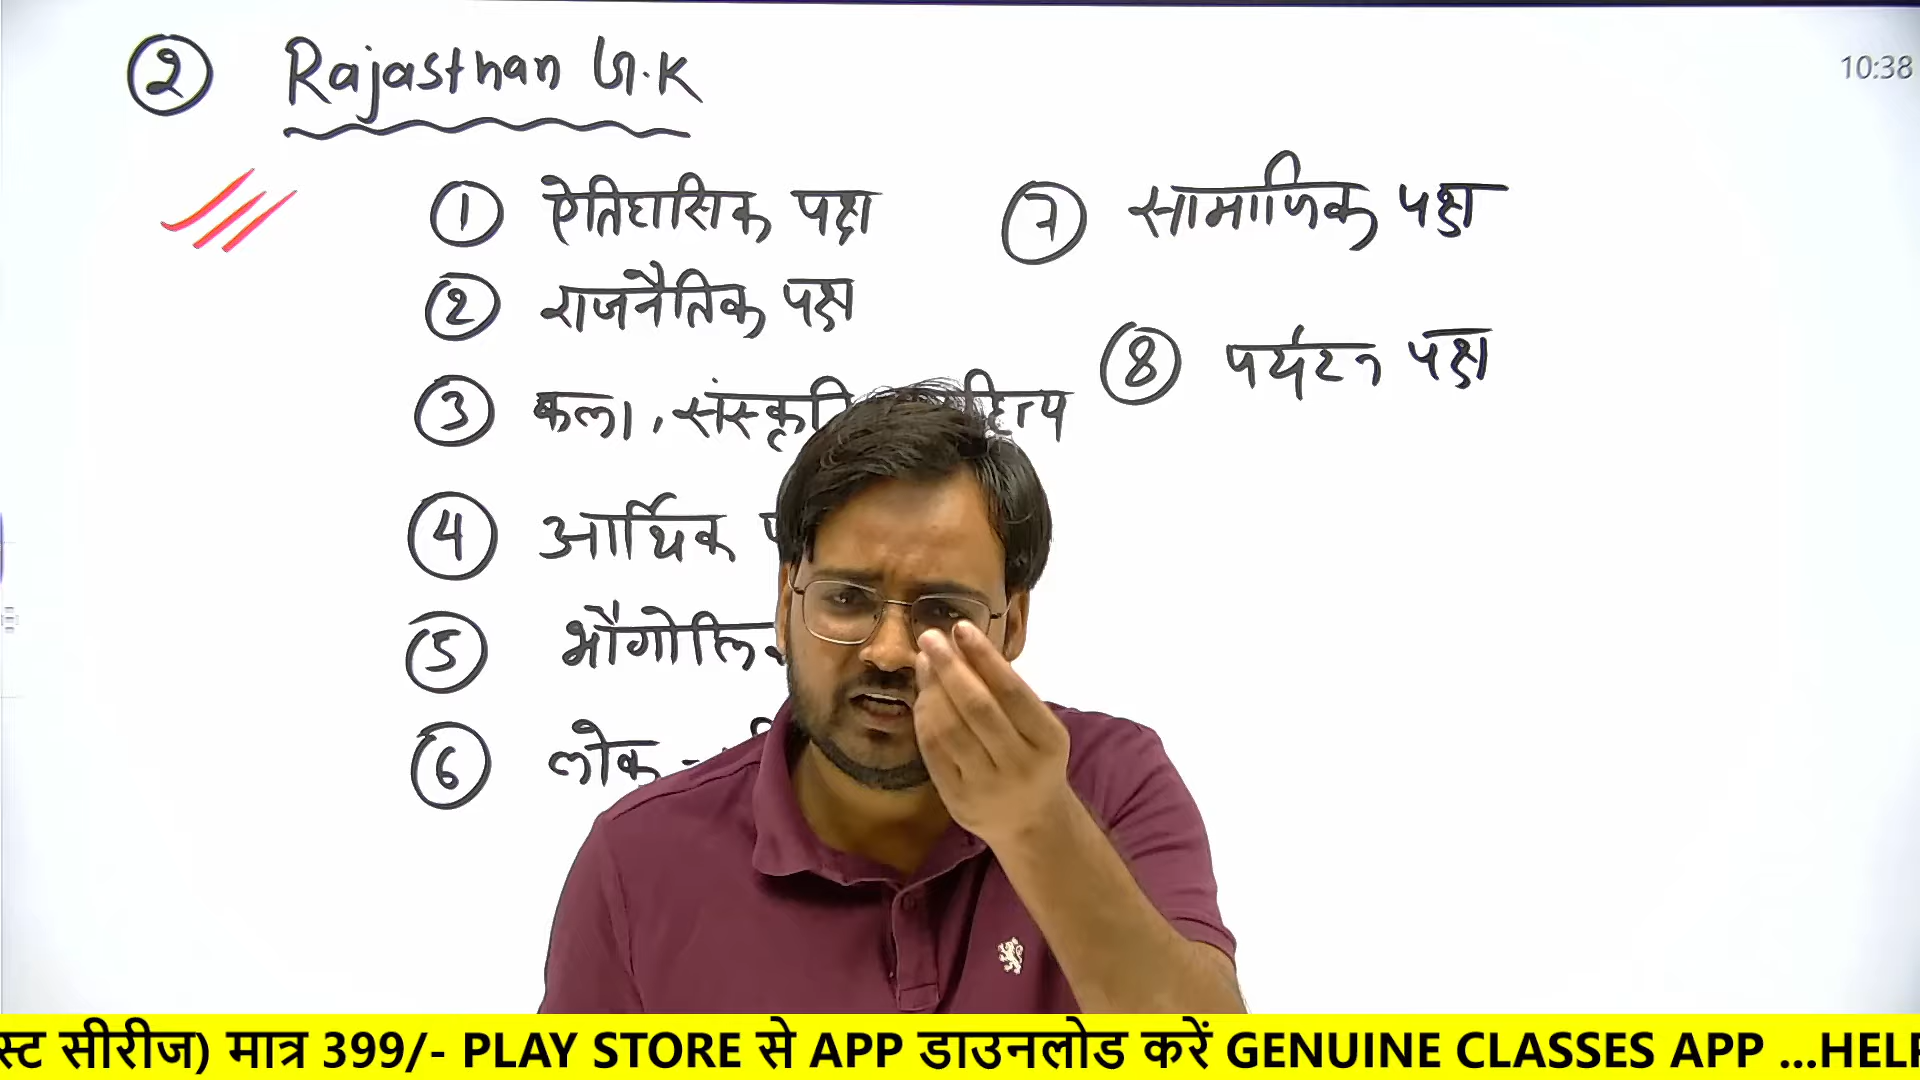 ② Rajasthan G.K
10:38
① ऐतिहासिक पक्ष
② राजनैतिक पक्ष
③ कला, संस्कृति
④ आर्थिक
⑤
⑥ लोक -
⑦ सामाजिक पक्ष
⑧ पर्यटन पक्ष
सीरीज) मात्र 399/- PLAY STORE से APP डाउनलोड करें GENUINE CLASSES APP ...